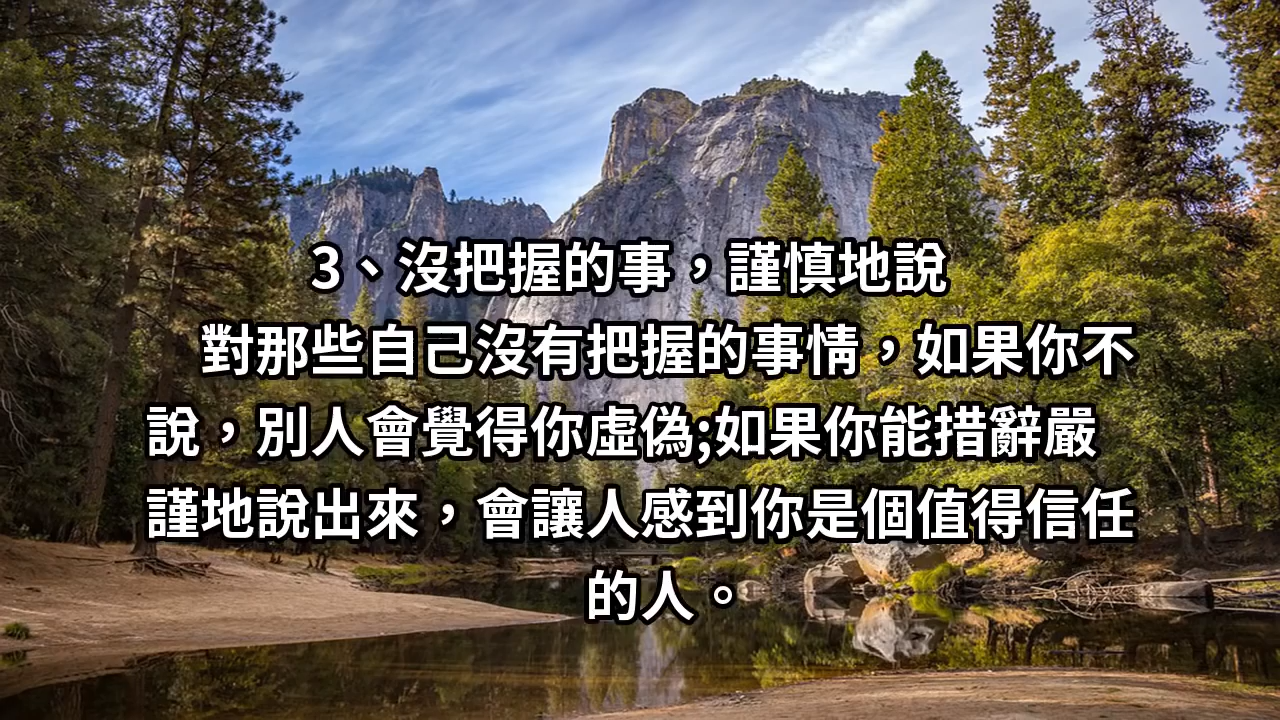 3、沒把握的事，謹慎地說
對那些自己沒有把握的事情，如果你不
說，別人會覺得你虛偽;如果你能措辭嚴
謹地說出來，會讓人感到你是個值得信任
的人。